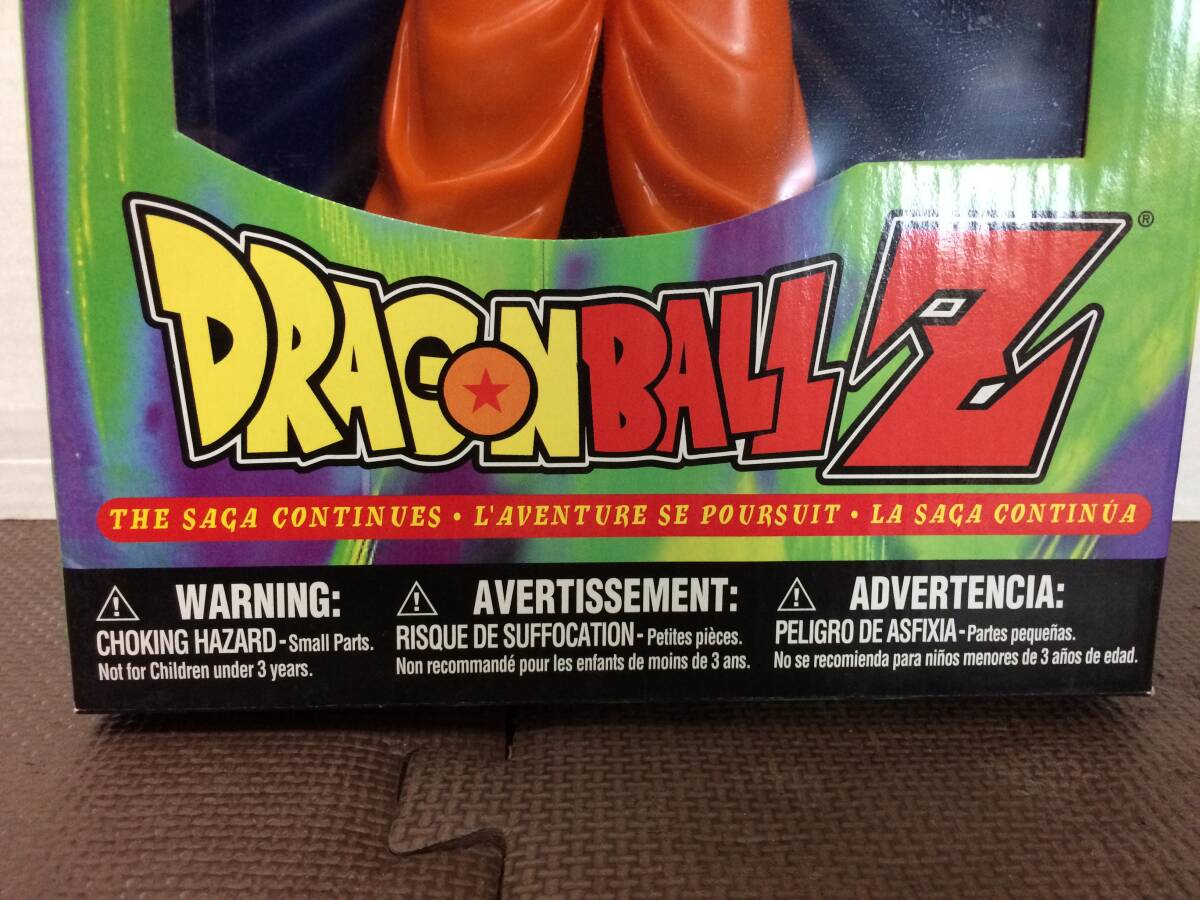 DRAGONBALL Z®
THE SAGA CONTINUES • L'AVENTURE SE POURSUIT • LA SAGA CONTINÚA
WARNING:
CHOKING HAZARD - Small Parts.
Not for Children under 3 years.
AVERTISSEMENT:
RISQUE DE SUFFOCATION - Petites pièces.
Non recommandé pour les enfants de moins de 3 ans.
ADVERTENCIA:
PELIGRO DE ASFIXIA - Partes pequeñas.
No se recomienda para niños menores de 3 años de edad.